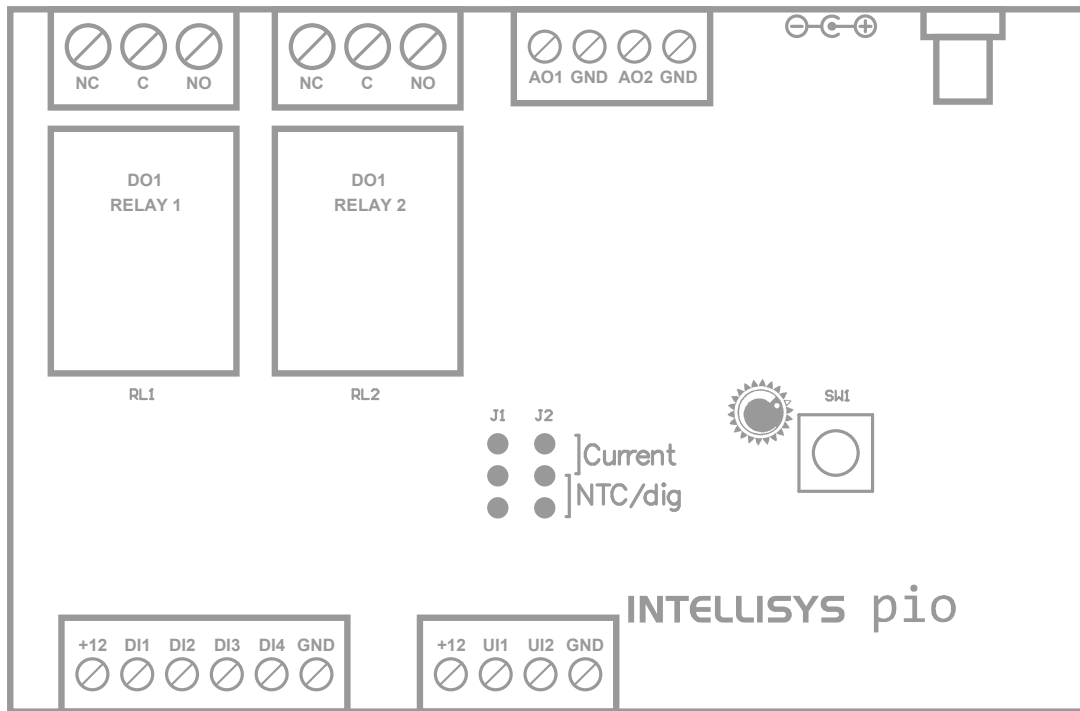 NC C NO
NC C NO
AO1 GND AO2 GND
DO1
RELAY 1
DO1
RELAY 2
RL1
RL2
J1 J2
SW1
Current
NTC/dig
INTELLISYS pio
+12 DI1 DI2 DI3 DI4 GND
+12 UI1 UI2 GND